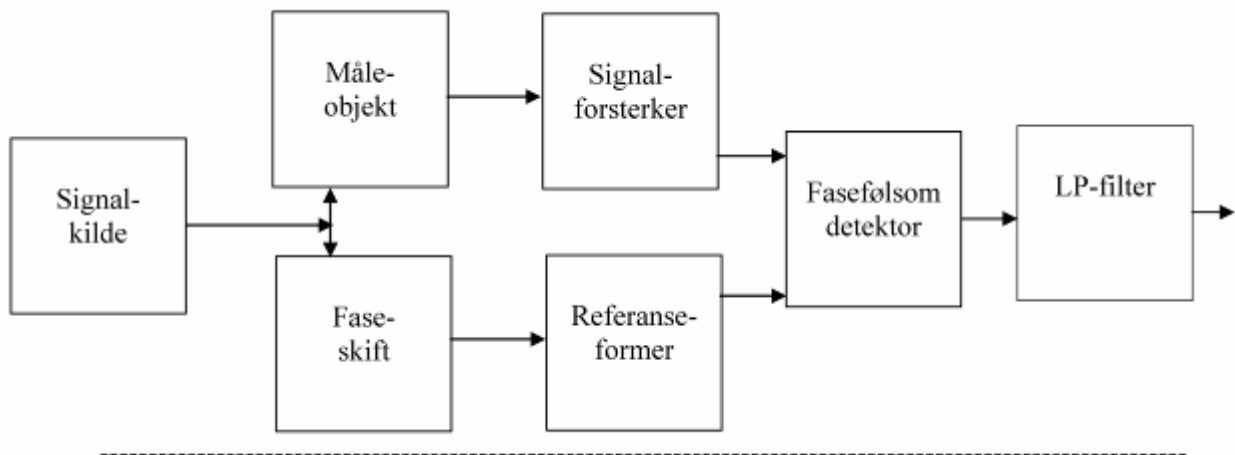 Måle-
objekt
Signal-
forsterker
Signal-
kilde
Fasefølsom
detektor
LP-filter
Fase-
skift
Referanse-
former